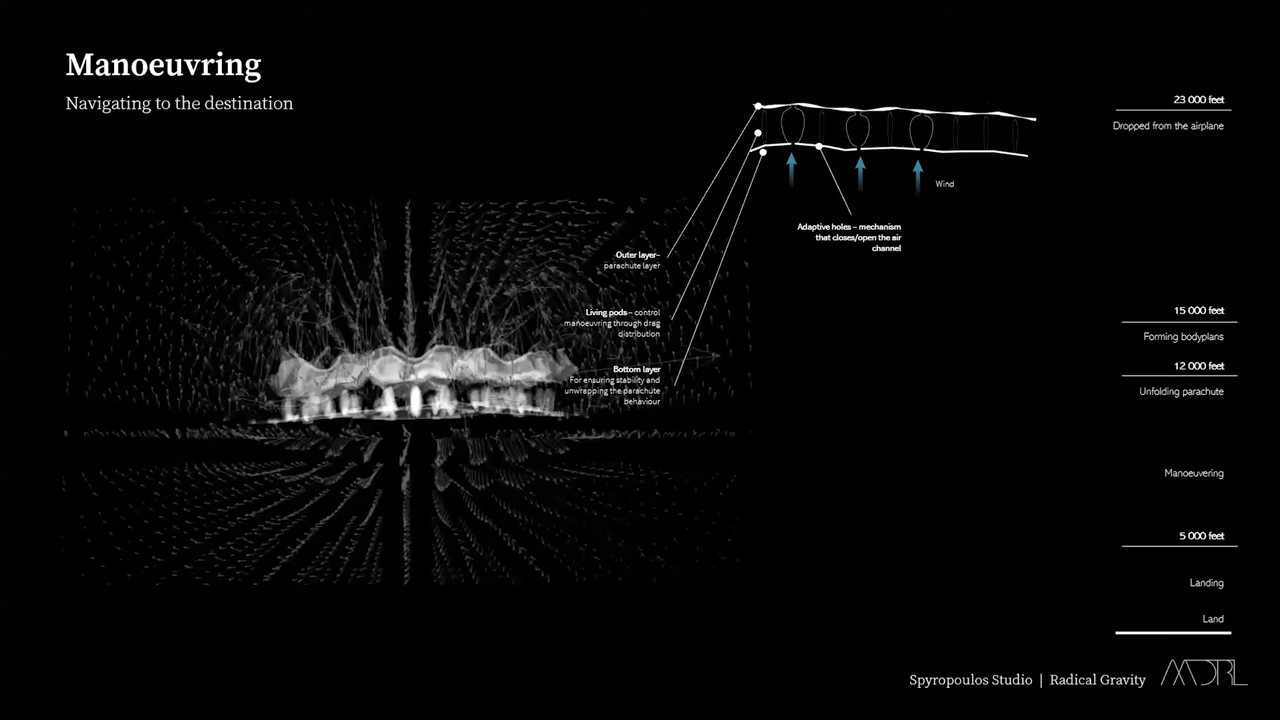 Manoeuvring
Navigating to the destination
23 000 feet
Dropped from the airplane
Wind
Adaptive holes – mechanism
that closes/open the air
channel
Outer layer–
parachute layer
Living pods – control
manoeuvring through drag
distribution
Bottom layer
For ensuring stability and
unwrapping the parachute
behaviour
15 000 feet
Forming bodyplans
12 000 feet
Unfolding parachute
Manoeuvering
5 000 feet
Landing
Land
Spyropoulos Studio | Radical Gravity